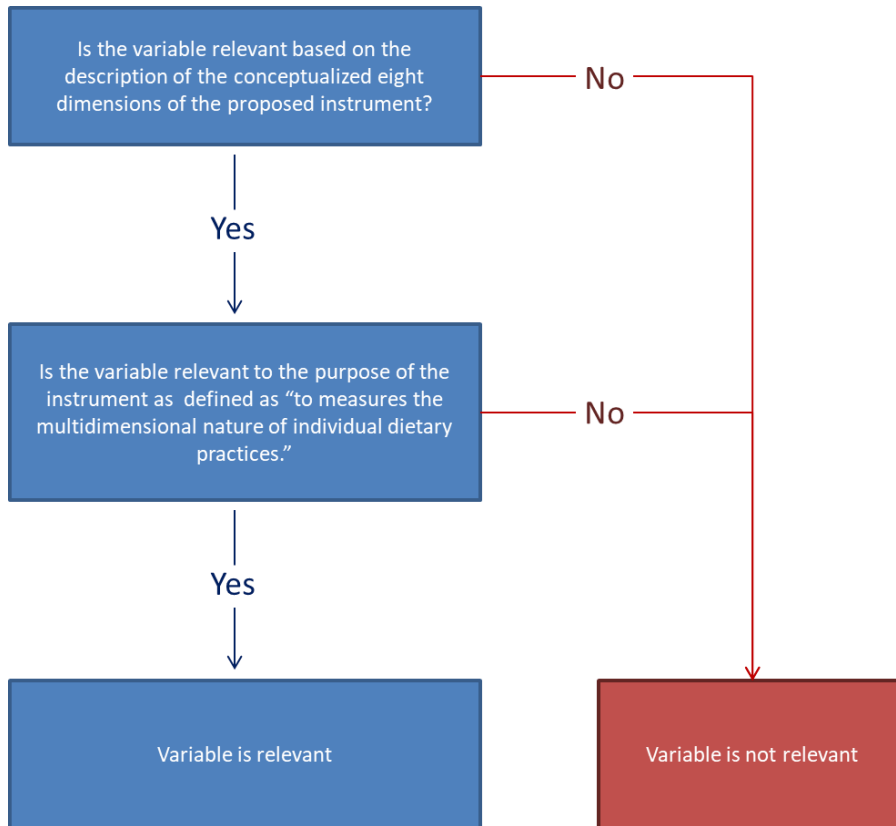 Is the variable relevant based on the
description of the conceptualized eight
dimensions of the proposed instrument?
No
Yes
Is the variable relevant to the purpose of the
instrument as  defined as “to measures the
multidimensional nature of individual dietary
practices.”
No
Yes
Variable is relevant
Variable is not relevant